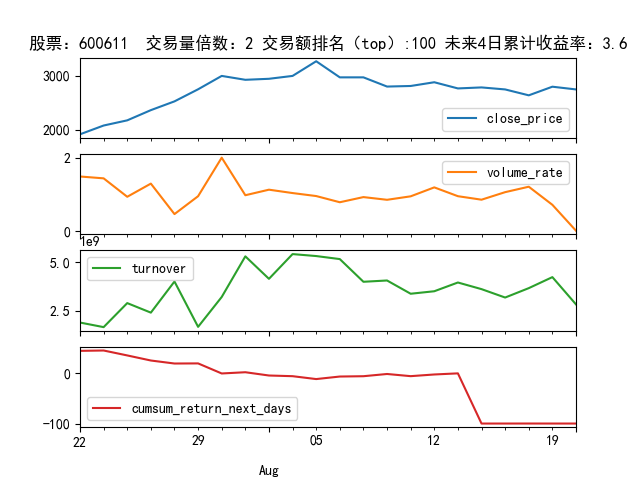 股票：600611  交易量倍数：2 交易额排名（top）:100 未来4日累计收益率：3.6
3000
2000
close_price
2
0
volume_rate
1e9
5.0
2.5
turnover
0
−100
cumsum_return_next_days
22 29 05 12 19
Aug